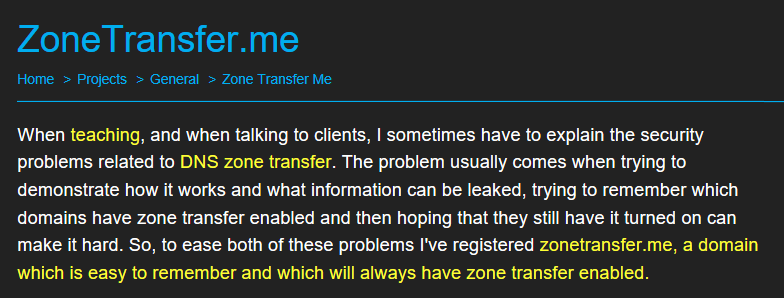 ZoneTransfer.me
Home > Projects > General > Zone Transfer Me
When teaching, and when talking to clients, I sometimes have to explain the security
problems related to DNS zone transfer. The problem usually comes when trying to
demonstrate how it works and what information can be leaked, trying to remember which
domains have zone transfer enabled and then hoping that they still have it turned on can
make it hard. So, to ease both of these problems I've registered zonetransfer.me, a domain
which is easy to remember and which will always have zone transfer enabled.